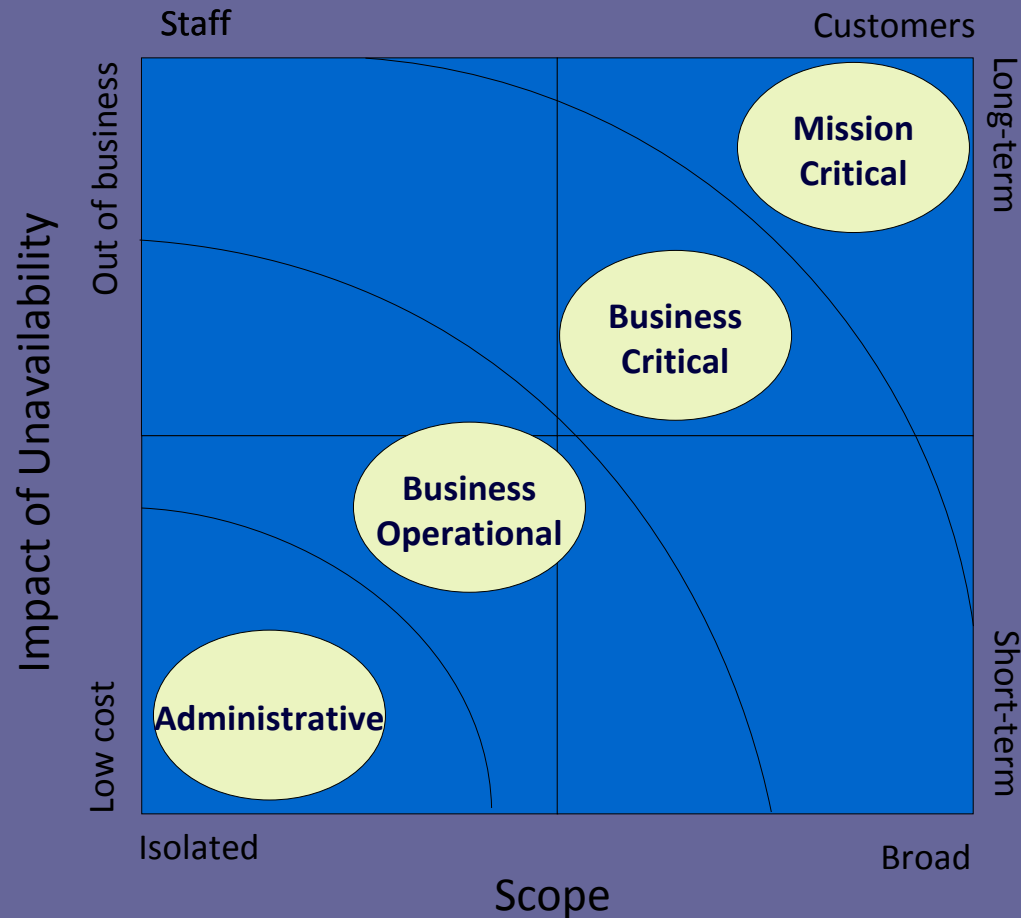 Staff
Customers
Out of business
Long-term
Mission
Critical
Business
Critical
Impact of Unavailability
Business
Operational
Short-term
Low cost
Administrative
Isolated
Broad
Scope